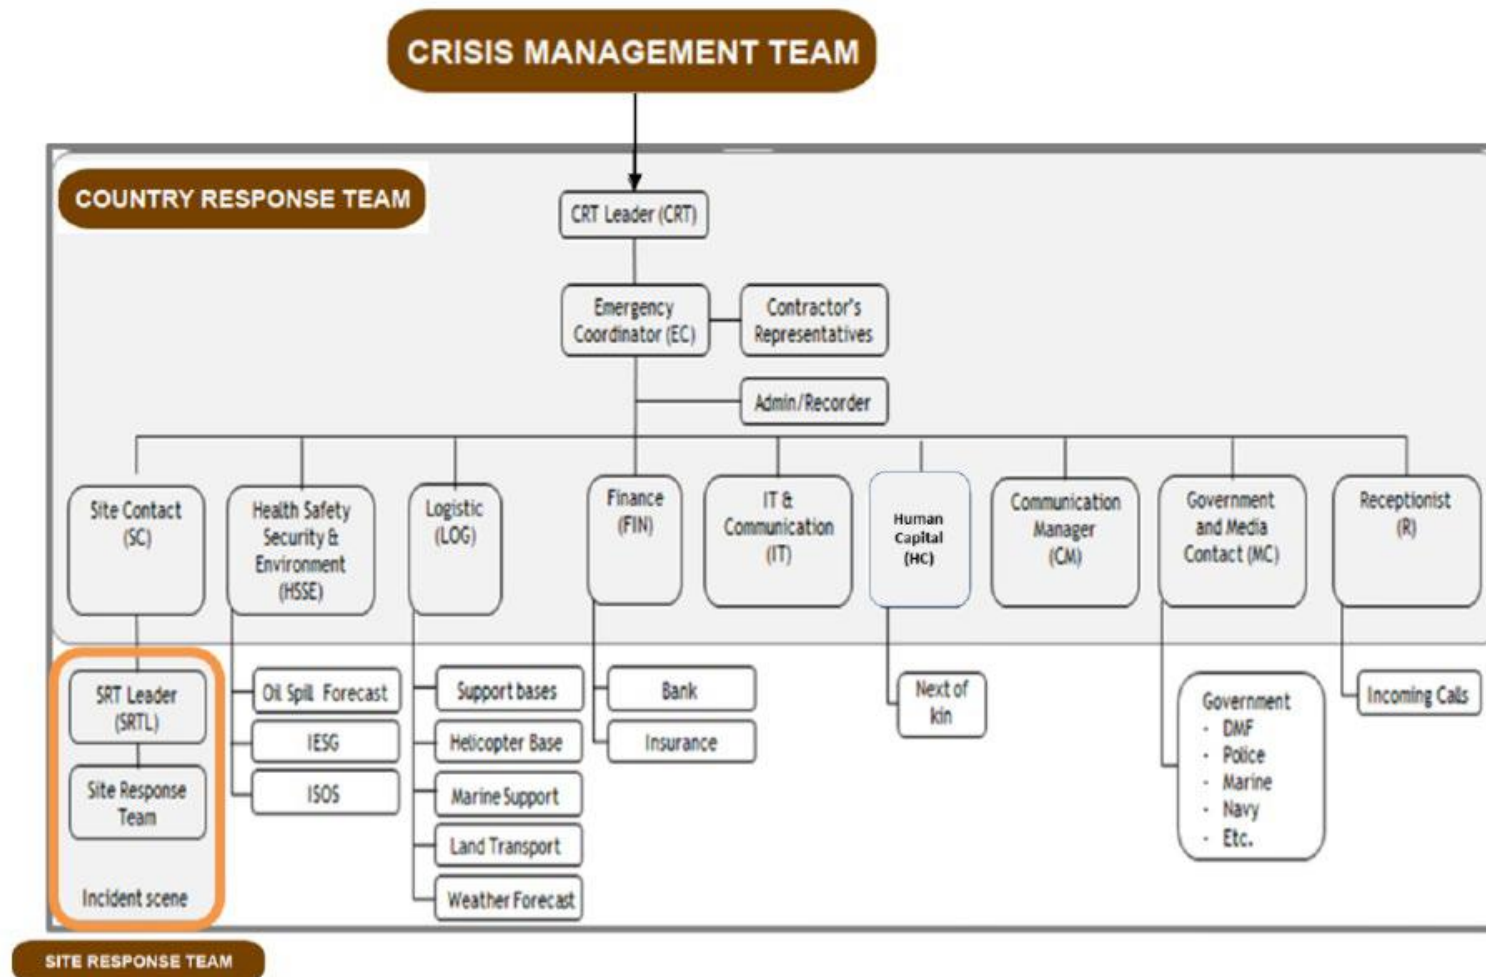 CRISIS MANAGEMENT TEAM
COUNTRY RESPONSE TEAM
CRT Leader (CRT)
Emergency
Coordinator (EC)
Contractor's
Representatives
Admin/Recorder
Site Contact
(SC)
Health Safety
Security &
Environment
(HSSE)
Logistic
(LOG)
Finance
(FIN)
IT &
Communication
(IT)
Human
Capital
(HC)
Communication
Manager
(CM)
Government
and Media
Contact (MC)
Receptionist
(R)
SRT Leader
(SRTL)
Site Response
Team
Incident scene
Oil Spill Forecast
IESG
ISOS
Support bases
Helicopter Base
Marine Support
Land Transport
Weather Forecast
Bank
Insurance
Next of
kin
Government
- DMF
- Police
- Marine
- Navy
- Etc.
Incoming Calls
SITE RESPONSE TEAM